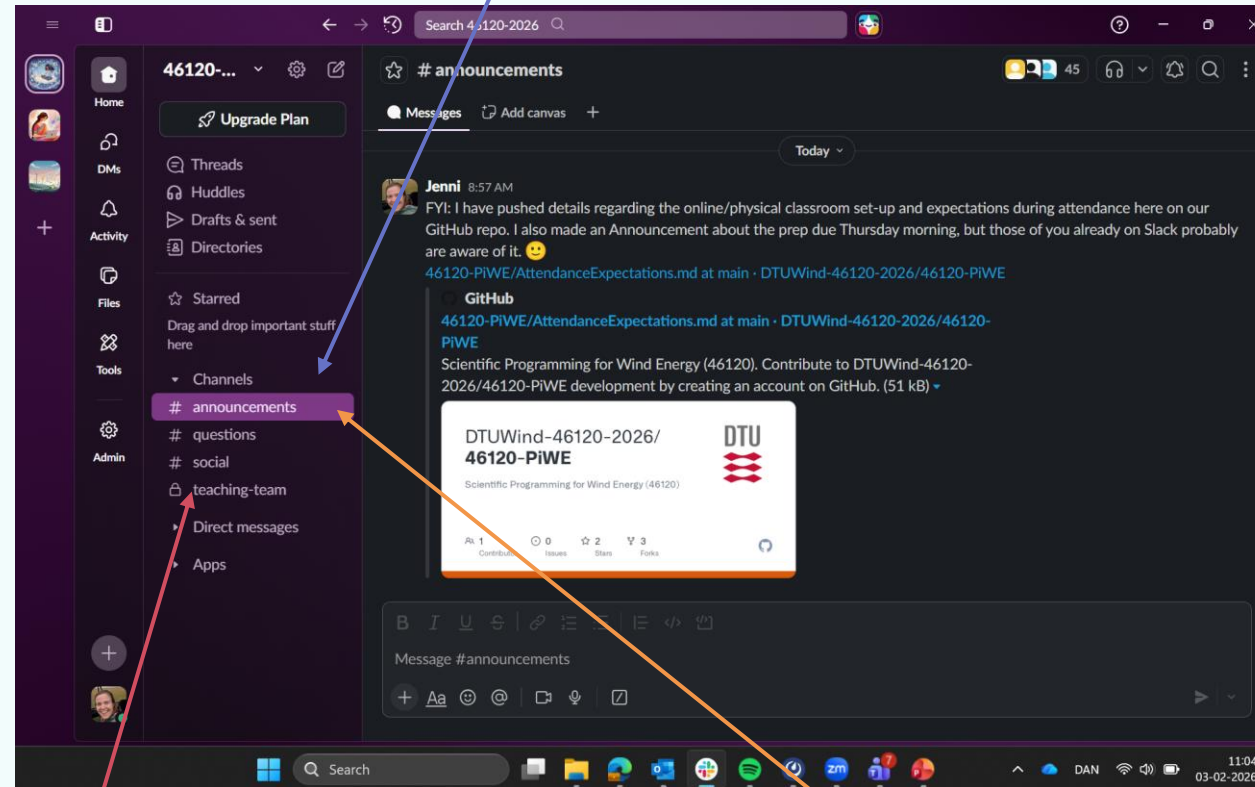 Search 46120-2026
46120-...
Upgrade Plan
Home
DMs
Activity
Files
Tools
Admin
Threads
Huddles
Drafts & sent
Directories
Starred
Drag and drop important stuff
here
Channels
# announcements
# questions
# social
teaching-team
Direct messages
Apps
# announcements
45
Messages
Add canvas
Today
Jenni 8:57 AM
FYI: I have pushed details regarding the online/physical classroom set-up and expectations during attendance here on our
GitHub repo. I also made an Announcement about the prep due Thursday morning, but those of you already on Slack probably
are aware of it. 🙂
46120-PiWE/AttendanceExpectations.md at main · DTUWind-46120-2026/46120-PiWE
GitHub
46120-PiWE/AttendanceExpectations.md at main · DTUWind-46120-2026/46120-
PiWE
Scientific Programming for Wind Energy (46120). Contribute to DTUWind-46120-
2026/46120-PiWE development by creating an account on GitHub. (51 kB)
DTUWind-46120-2026/
46120-PiWE
DTU
Scientific Programming for Wind Energy (46120)
1 0 2 3
Contributor Issues Stars Forks
B I U S
Message #announcements
Aa @
Search
zm
7
DAN
11:04
03-02-2026